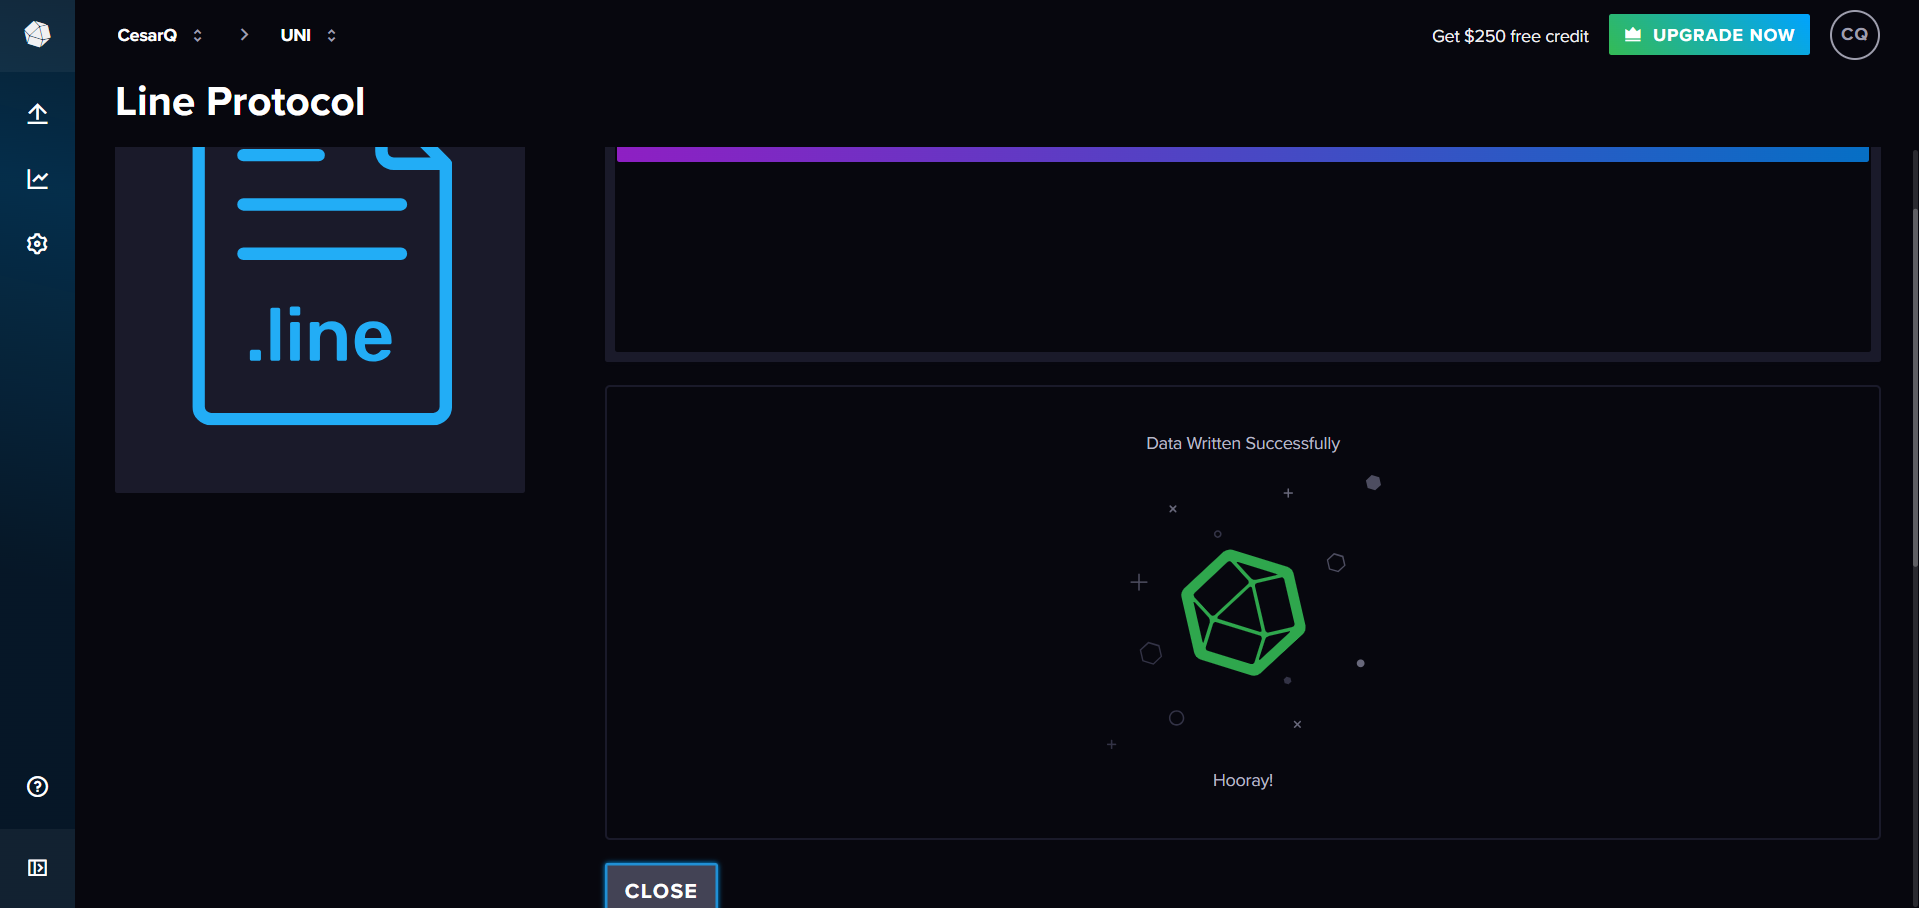 CesarQ
UNI
Get $250 free credit
UPGRADE NOW
CQ
Line Protocol
.line
Data Written Successfully
Hooray!
CLOSE